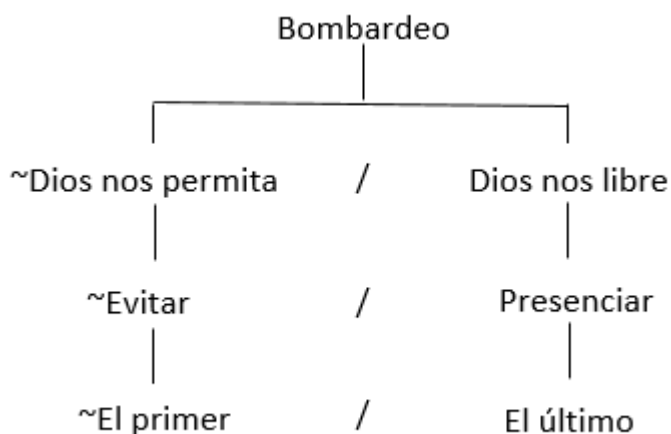 Bombardeo
~Dios nos permita / Dios nos libre
~Evitar / Presenciar
~El primer / El último